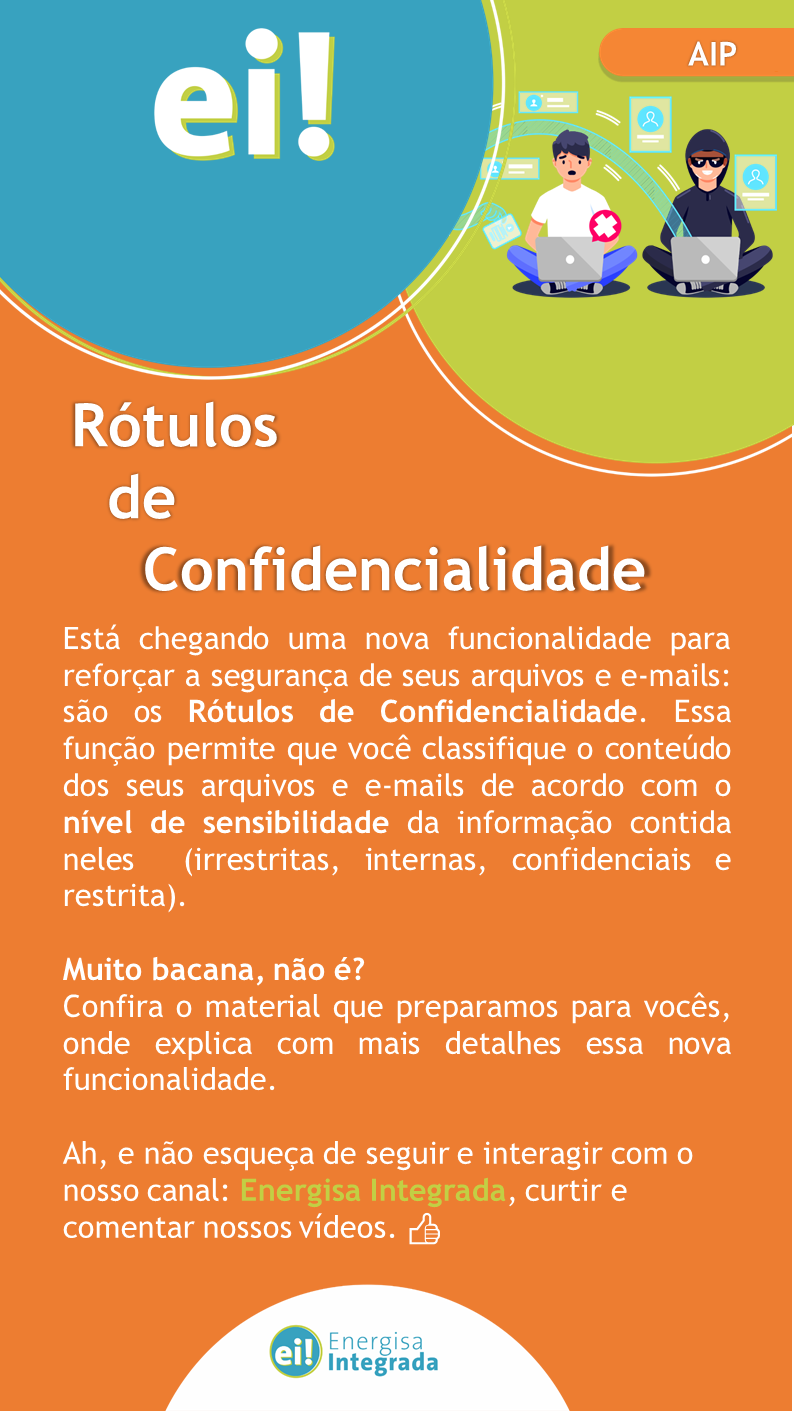 ei!
AIP
Rótulos
de
Confidencialidade
Está chegando uma nova funcionalidade para
reforçar a segurança de seus arquivos e e-mails:
são os Rótulos de Confidencialidade. Essa
função permite que você classifique o conteúdo
dos seus arquivos e e-mails de acordo com o
nível de sensibilidade da informação contida
neles (irrestritas, internas, confidenciais e
restrita).
Muito bacana, não é?
Confira o material que preparamos para vocês,
onde explica com mais detalhes essa nova
funcionalidade.
Ah, e não esqueça de seguir e interagir com o
nosso canal: Energisa Integrada, curtir e
comentar nossos vídeos.
ei! Energisa
Integrada